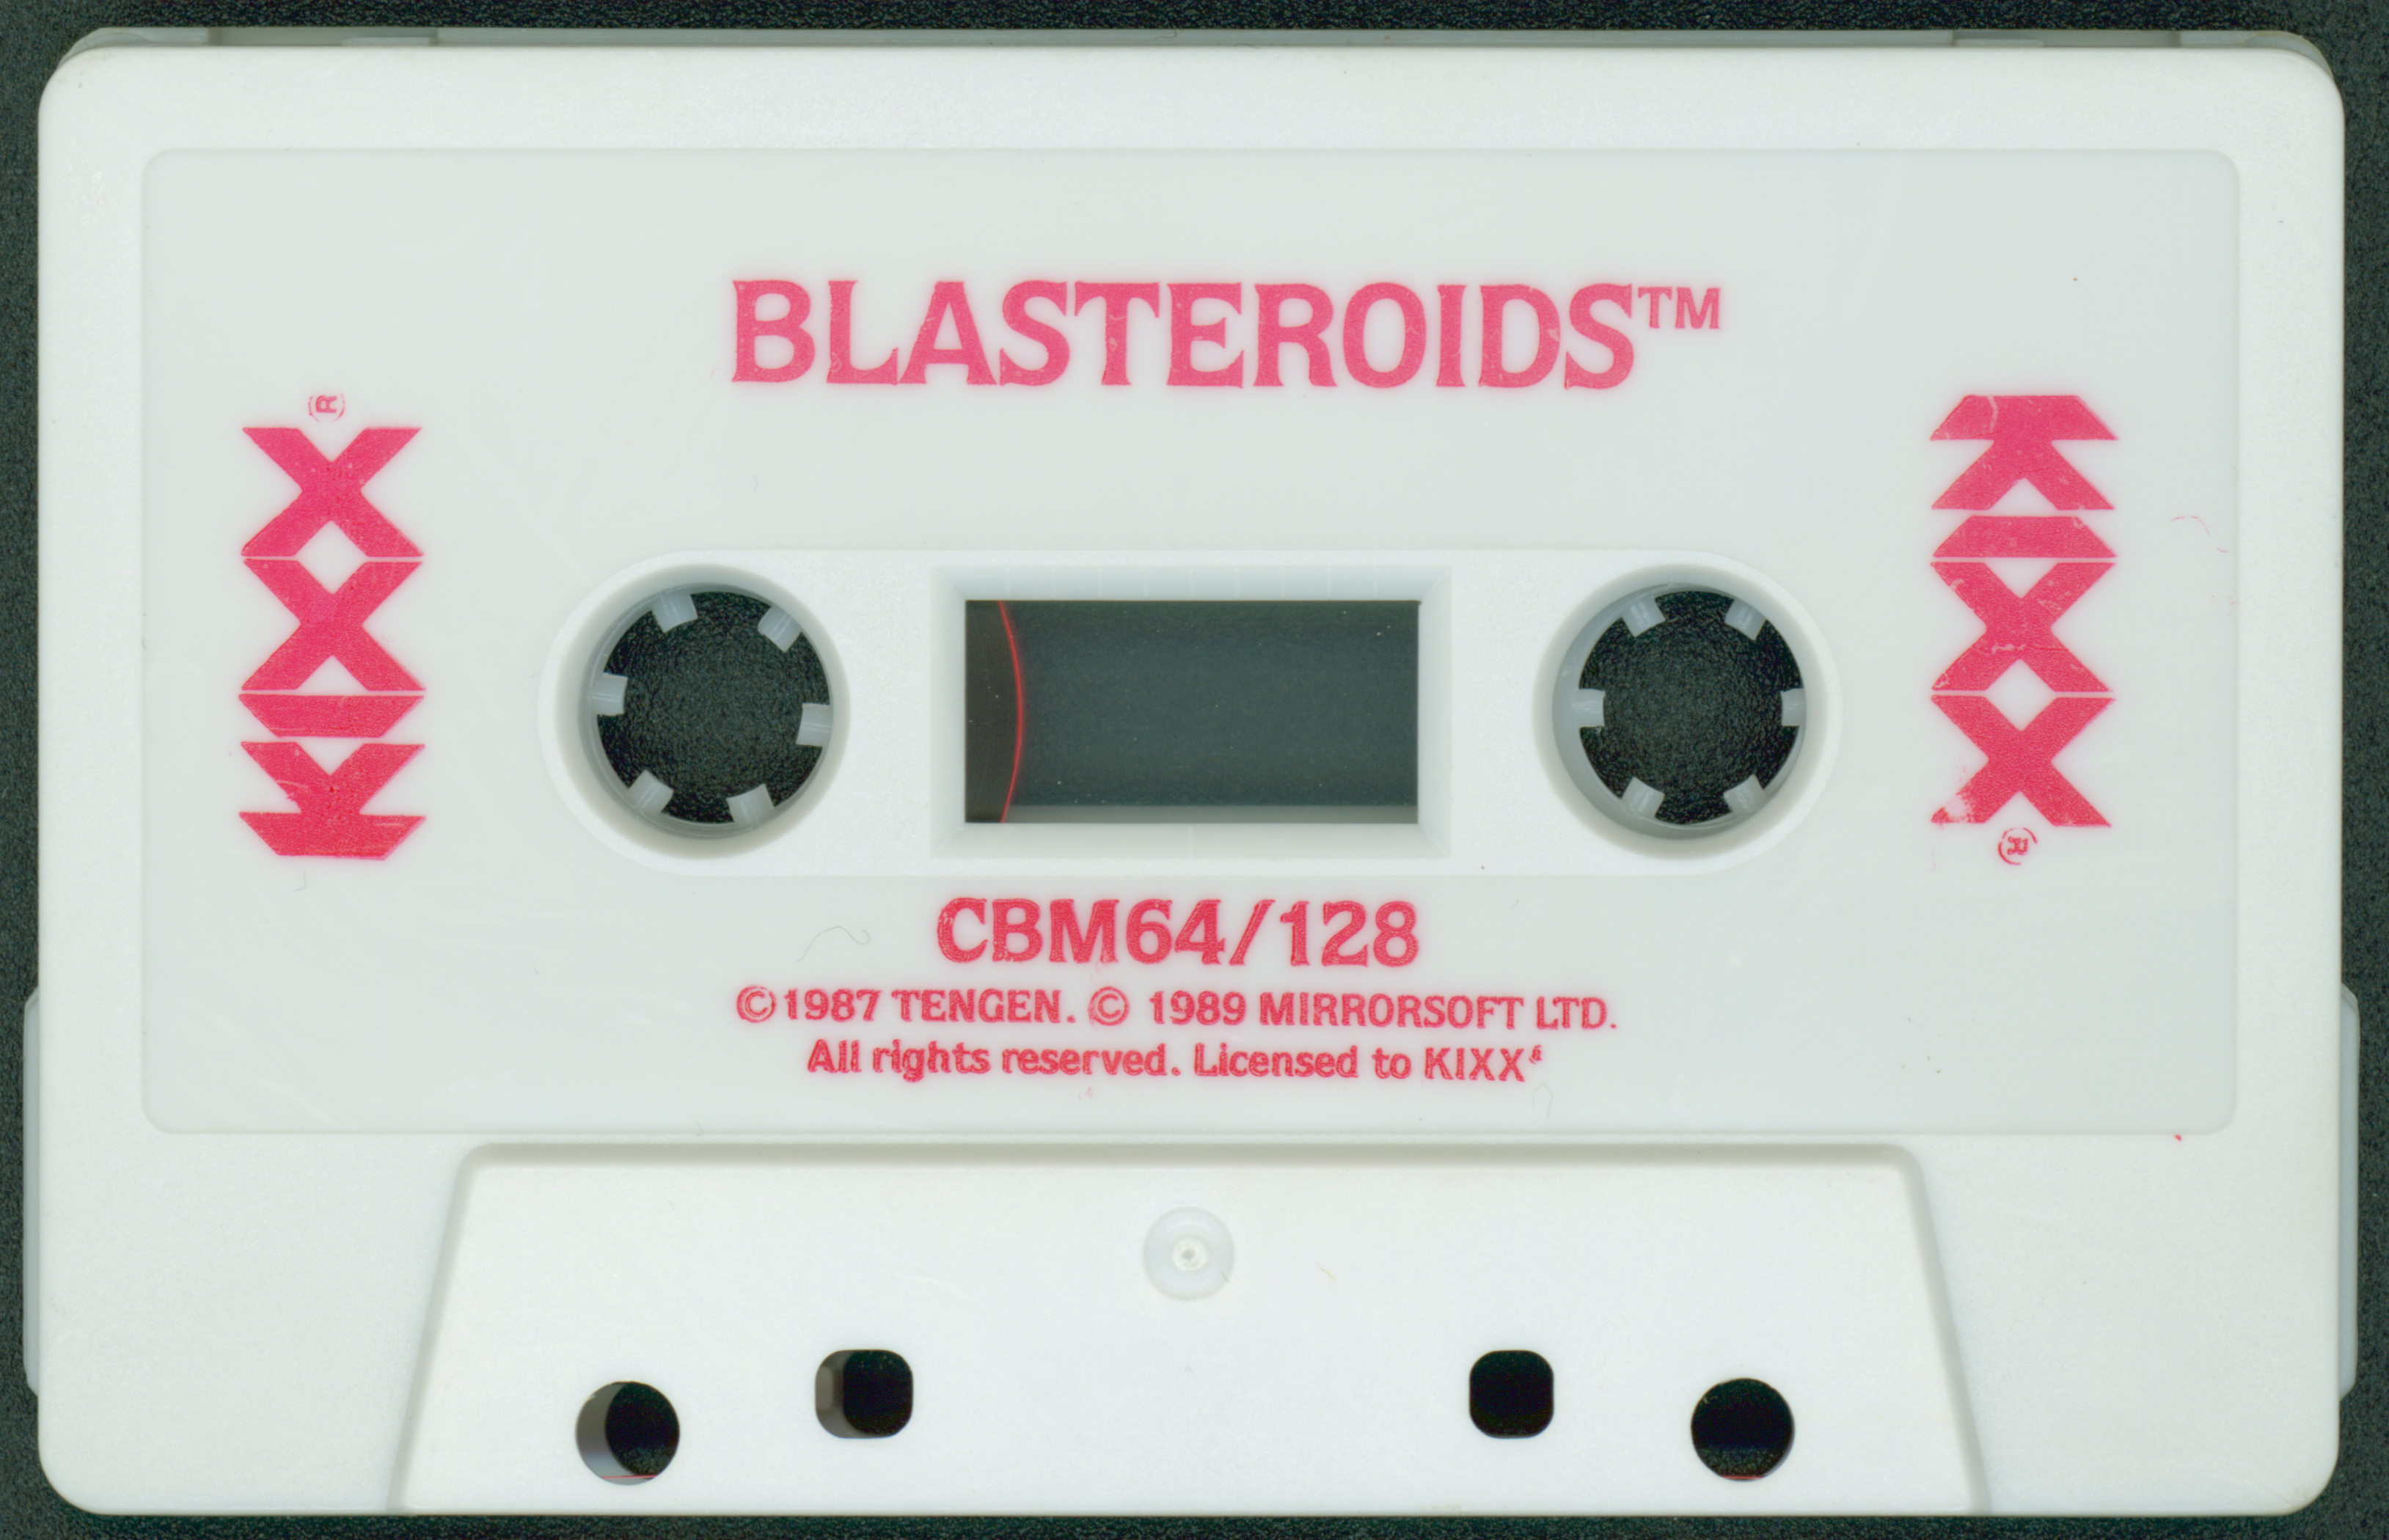 BLASTEROIDS™
KIXX®
KIXX®
CBM64/128
©1987 TENGEN. © 1989 MIRRORSOFT LTD.
All rights reserved. Licensed to KIXX